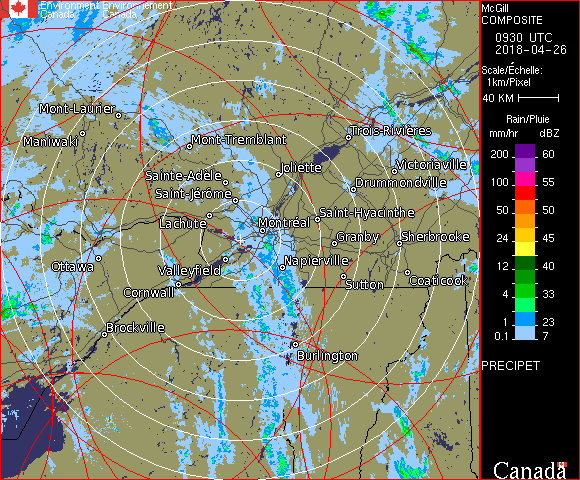 Environment Environnement
Canada Canada
McGill
COMPOSITE
0930 UTC
2018-04-26
Scale/Échelle:
1km/Pixel
40 KM
Rain/Pluie
mm/hr dBZ
200 60
150 60
100 55
50 50
24 45
12 40
4 33
1 23
0.1 7
PRECIPET
Canada
Mont-Laurier
Maniwaki
Mont-Tremblant
Trois-Rivières
Joliette
Victoriaville
Sainte-Adèle
Drummondville
Saint-Jérôme
Saint-Hyacinthe
Lachute
Montréal
Granby
Sherbrooke
Ottawa
Valleyfield
Napierville
Cornwall
Sutton
Coaticook
Brockville
Burlington